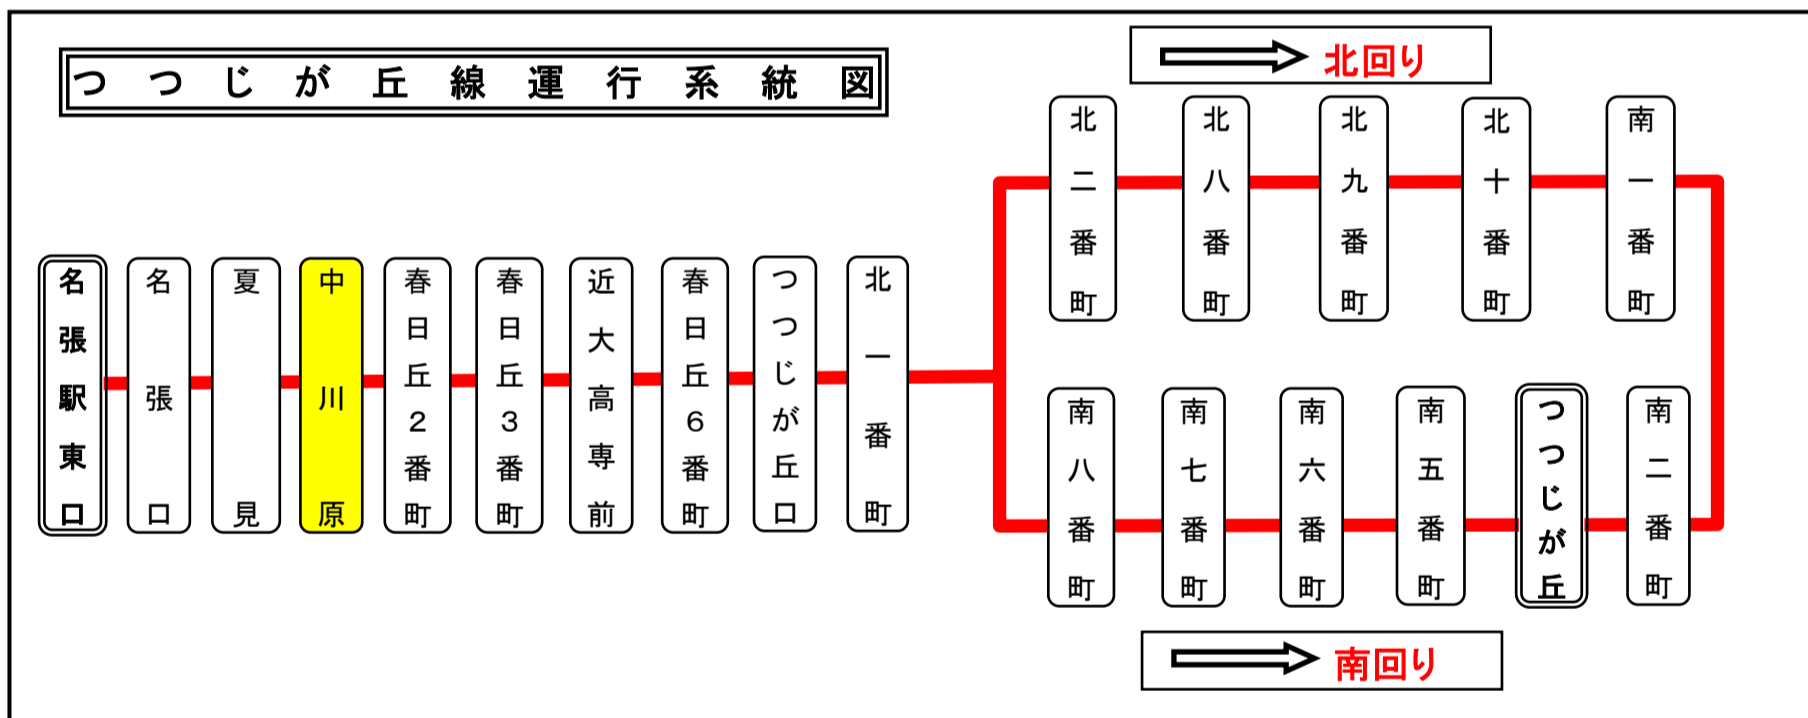 つつじが丘線運行系統図
北回り
北二番町
北八番町
北九番町
北十番町
南一番町
名張駅東口
名張口
夏見
中川原
春日丘2番町
春日丘3番町
近大高専前
春日丘6番町
つつじが丘口
北一番町
南八番町
南七番町
南六番町
南五番町
つつじが丘
南二番町
南回り